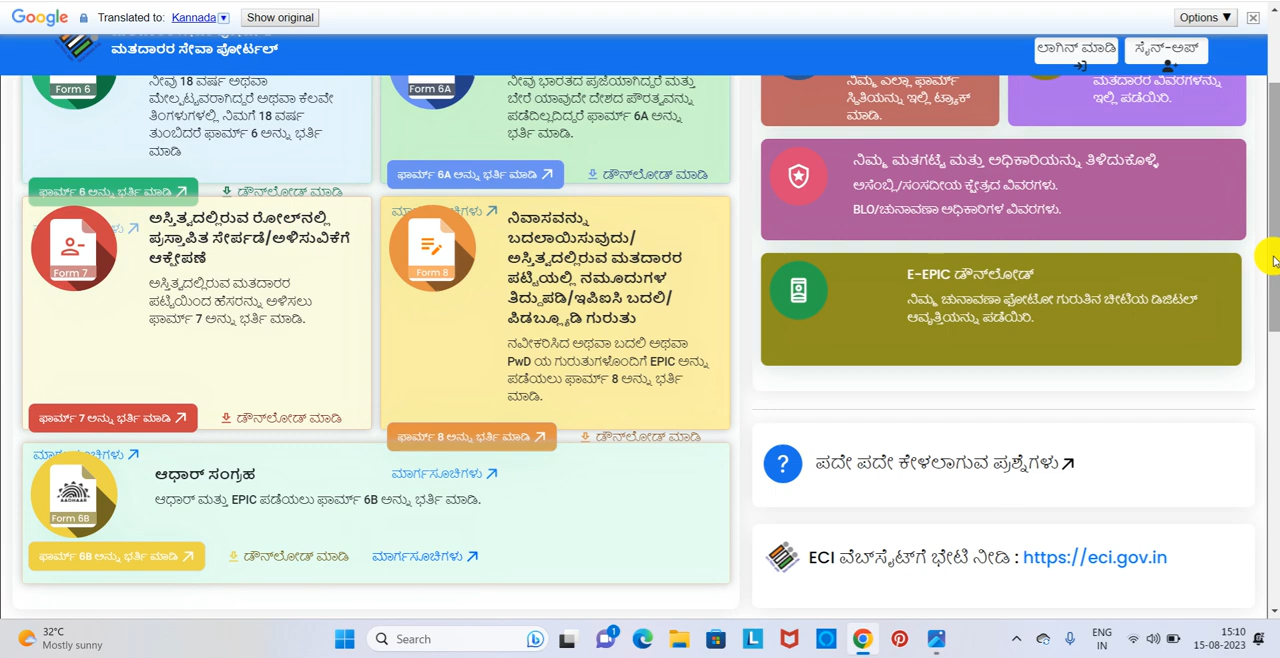 Google Translated to: Kannada Show original Options ▼
ಮತದಾರರ ಸೇವಾ ಪೋರ್ಟಲ್
ಲಾಗಿನ್ ಮಾಡಿ
ಸೈನ್-ಅಪ್
Form 6
ನೀವು 18 ವರ್ಷ ಅಥವಾ
ಮೇಲ್ಪಟ್ಟವರಾಗಿದ್ದರೆ ಅಥವಾ ಕೆಲವೇ
ತಿಂಗಳುಗಳಲ್ಲಿ ನಿಮಗೆ 18 ವರ್ಷ
ತುಂಬಿದರೆ ಫಾರ್ಮ್ 6 ಅನ್ನು ಭರ್ತಿ
ಮಾಡಿ
ಫಾರ್ಮ್ 6 ಅನ್ನು ಭರ್ತಿ ಮಾಡಿ
ಡೌನ್‌ಲೋಡ್ ಮಾಡಿ
Form 6A
ನೀವು ಭಾರತದ ಪ್ರಜೆಯಾಗಿದ್ದರೆ ಮತ್ತು
ಬೇರೆ ಯಾವುದೇ ದೇಶದ ಪೌರತ್ವವನ್ನು
ಪಡೆದಿಲ್ಲದಿದ್ದರೆ ಫಾರ್ಮ್ 6A ಅನ್ನು
ಭರ್ತಿ ಮಾಡಿ.
ಫಾರ್ಮ್ 6A ಅನ್ನು ಭರ್ತಿ ಮಾಡಿ
ಡೌನ್‌ಲೋಡ್ ಮಾಡಿ
Form 7
ಅಸ್ತಿತ್ವದಲ್ಲಿರುವ ರೋಲ್‌ನಲ್ಲಿ
ಪ್ರಸ್ತಾಪಿತ ಸೇರ್ಪಡೆ/ಅಳಿಸುವಿಕೆಗೆ
ಆಕ್ಷೇಪಣೆ
ಅಸ್ತಿತ್ವದಲ್ಲಿರುವ ಮತದಾರರ
ಪಟ್ಟಿಯಿಂದ ಹೆಸರನ್ನು ಅಳಿಸಲು
ಫಾರ್ಮ್ 7 ಅನ್ನು ಭರ್ತಿ ಮಾಡಿ.
ಫಾರ್ಮ್ 7 ಅನ್ನು ಭರ್ತಿ ಮಾಡಿ
ಡೌನ್‌ಲೋಡ್ ಮಾಡಿ
Form 8
ನಿವಾಸವನ್ನು
ಬದಲಾಯಿಸುವುದು/
ಅಸ್ತಿತ್ವದಲ್ಲಿರುವ ಮತದಾರರ
ಪಟ್ಟಿಯಲ್ಲಿ ನಮೂದುಗಳ
ತಿದ್ದುಪಡಿ/ಇಪಿಐಸಿ ಬದಲಿ/
ಪಿಡಬ್ಲ್ಯೂಡಿ ಗುರುತು
ನವೀಕರಿಸಿದ ಅಥವಾ ಬದಲಿ ಅಥವಾ
PwD ಯ ಗುರುತುಗಳೊಂದಿಗೆ EPIC ಅನ್ನು
ಪಡೆಯಲು ಫಾರ್ಮ್ 8 ಅನ್ನು ಭರ್ತಿ
ಮಾಡಿ.
ಫಾರ್ಮ್ 8 ಅನ್ನು ಭರ್ತಿ ಮಾಡಿ
ಡೌನ್‌ಲೋಡ್ ಮಾಡಿ
ಮಾರ್ಗಸೂಚಿಗಳು
AADHAAR
Form 6B
ಆಧಾರ್ ಸಂಗ್ರಹ
ಮಾರ್ಗಸೂಚಿಗಳು
ಆಧಾರ್ ಮತ್ತು EPIC ಪಡೆಯಲು ಫಾರ್ಮ್ 6B ಅನ್ನು ಭರ್ತಿ ಮಾಡಿ.
ಫಾರ್ಮ್ 6B ಅನ್ನು ಭರ್ತಿ ಮಾಡಿ
ಡೌನ್‌ಲೋಡ್ ಮಾಡಿ
ಮಾರ್ಗಸೂಚಿಗಳು
ನಿಮ್ಮ ಎಲ್ಲಾ ಫಾರ್ಮ್
ಸ್ಥಿತಿಯನ್ನು ಇಲ್ಲಿ ಟ್ರ್ಯಾಕ್
ಮಾಡಿ.
ಮತದಾರರ ವಿವರಗಳನ್ನು
ಇಲ್ಲಿ ಪಡೆಯಿರಿ.
ನಿಮ್ಮ ಮತಗಟ್ಟೆ ಮತ್ತು ಅಧಿಕಾರಿಯನ್ನು ತಿಳಿದುಕೊಳ್ಳಿ
ಅಸೆಂಬ್ಲಿ/ಸಂಸದೀಯ ಕ್ಷೇತ್ರದ ವಿವರಗಳು.
BLO/ಚುನಾವಣಾ ಅಧಿಕಾರಿಗಳ ವಿವರಗಳು.
E-EPIC ಡೌನ್‌ಲೋಡ್
ನಿಮ್ಮ ಚುನಾವಣಾ ಫೋಟೋ ಗುರುತಿನ ಚೀಟಿಯ ಡಿಜಿಟಲ್
ಆವೃತ್ತಿಯನ್ನು ಪಡೆಯಿರಿ.
? ಪದೇ ಪದೇ ಕೇಳಲಾಗುವ ಪ್ರಶ್ನೆಗಳು
ECI ವೆಬ್‌ಸೈಟ್‌ಗೆ ಭೇಟಿ ನೀಡಿ : https://eci.gov.in
32°C
Mostly sunny
Search
1
ENG
IN
15:10
15-08-2023